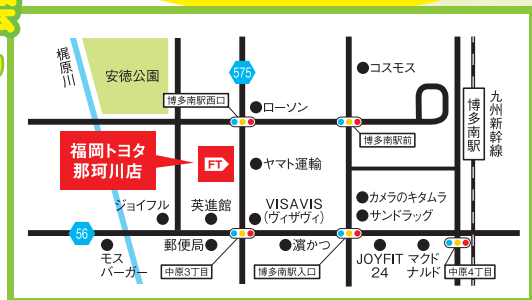 梶原川
安徳公園
575
コスモス
博多南駅西口
ローソン
博多南駅前
博多南駅
九州新幹線
福岡トヨタ
那珂川店
FT
ヤマト運輸
ジョイフル
英進館
VISAVIS
(ヴィザヴィ)
カメラのキタムラ
サンドラッグ
56
モス
バーガー
郵便局
中原3丁目
濵かつ
博多南駅入口
JOYFIT
24
マクド
ナルド
中原4丁目